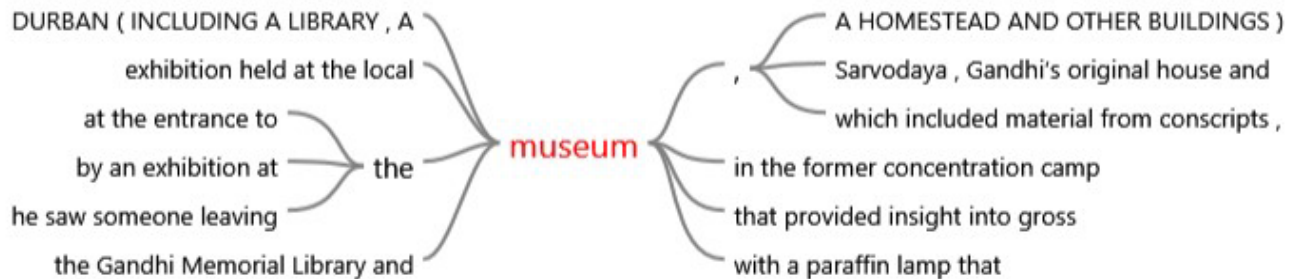 DURBAN ( INCLUDING A LIBRARY , A
exhibition held at the local
at the entrance to
by an exhibition at
he saw someone leaving
the
the Gandhi Memorial Library and
museum
,
A HOMESTEAD AND OTHER BUILDINGS )
Sarvodaya , Gandhi's original house and
which included material from conscripts ,
in the former concentration camp
that provided insight into gross
with a paraffin lamp that